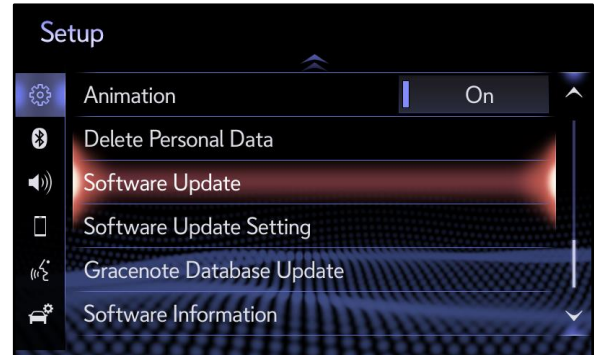 Setup
Animation
On
Delete Personal Data
Software Update
Software Update Setting
Gracenote Database Update
Software Information